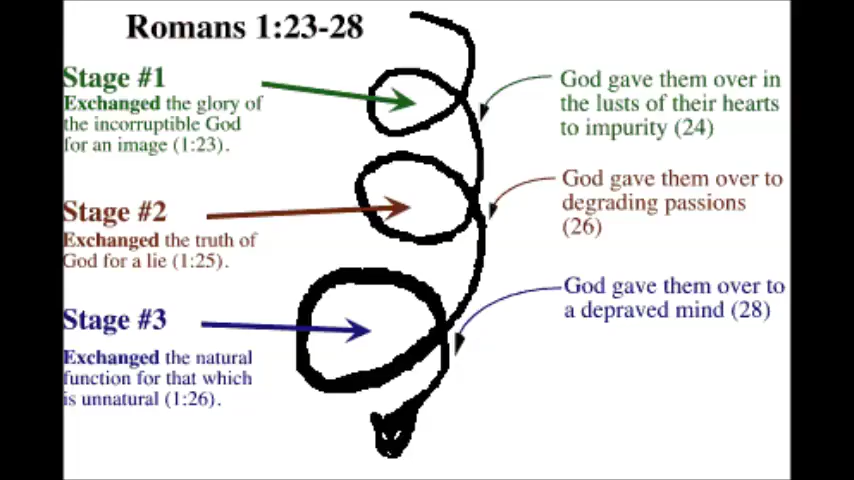 Romans 1:23-28
Stage #1
Exchanged the glory of
the incorruptible God
for an image (1:23).
God gave them over in
the lusts of their hearts
to impurity (24)
Stage #2
Exchanged the truth of
God for a lie (1:25).
God gave them over to
degrading passions
(26)
Stage #3
Exchanged the natural
function for that which
is unnatural (1:26).
God gave them over to
a depraved mind (28)